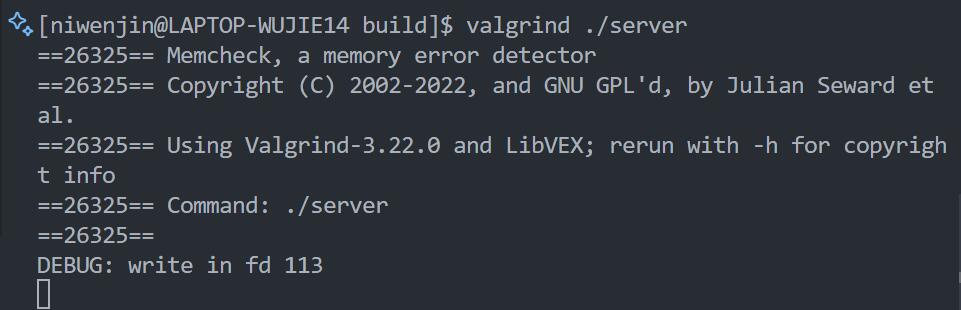 [niwenjin@LAPTOP-WUJIE14 build]$ valgrind ./server
==26325== Memcheck, a memory error detector
==26325== Copyright (C) 2002-2022, and GNU GPL'd, by Julian Seward et
al.
==26325== Using Valgrind-3.22.0 and LibVEX; rerun with -h for copyrigh
t info
==26325== Command: ./server
==26325==
DEBUG: write in fd 113